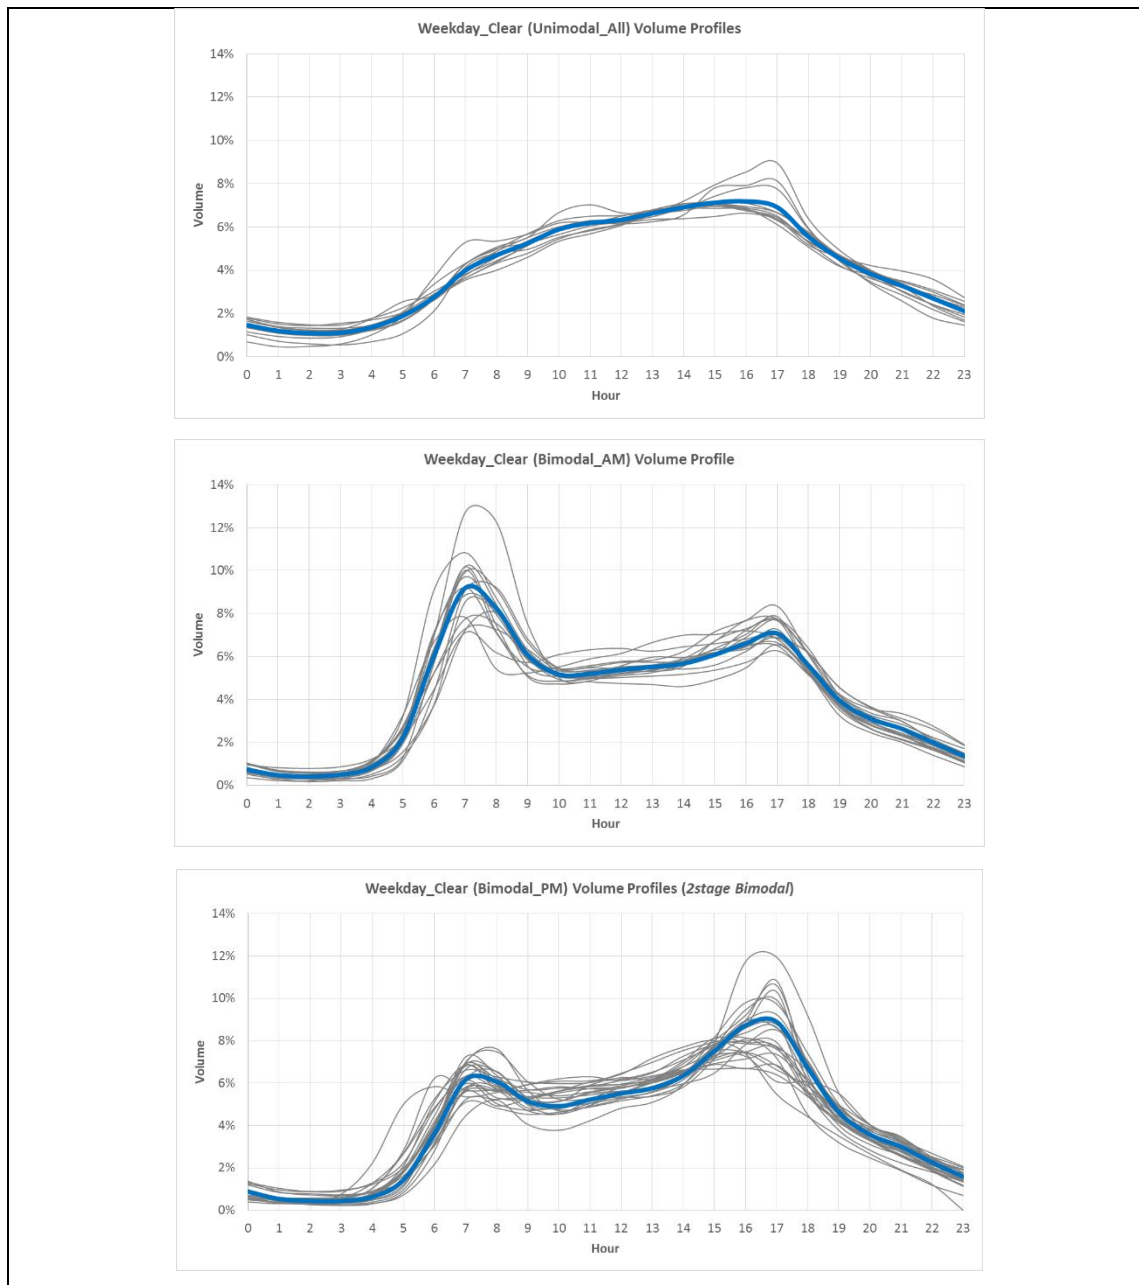 Weekday_Clear (Unimodal_All) Volume Profiles
14%
12%
10%
8%
6%
4%
2%
0%
Volume
0 1 2 3 4 5 6 7 8 9 10 11 12 13 14 15 16 17 18 19 20 21 22 23
Hour
Weekday_Clear (Bimodal_AM) Volume Profile
14%
12%
10%
8%
6%
4%
2%
0%
Volume
0 1 2 3 4 5 6 7 8 9 10 11 12 13 14 15 16 17 18 19 20 21 22 23
Hour
Weekday_Clear (Bimodal_PM) Volume Profiles (2stage Bimodal)
14%
12%
10%
8%
6%
4%
2%
0%
Volume
0 1 2 3 4 5 6 7 8 9 10 11 12 13 14 15 16 17 18 19 20 21 22 23
Hour